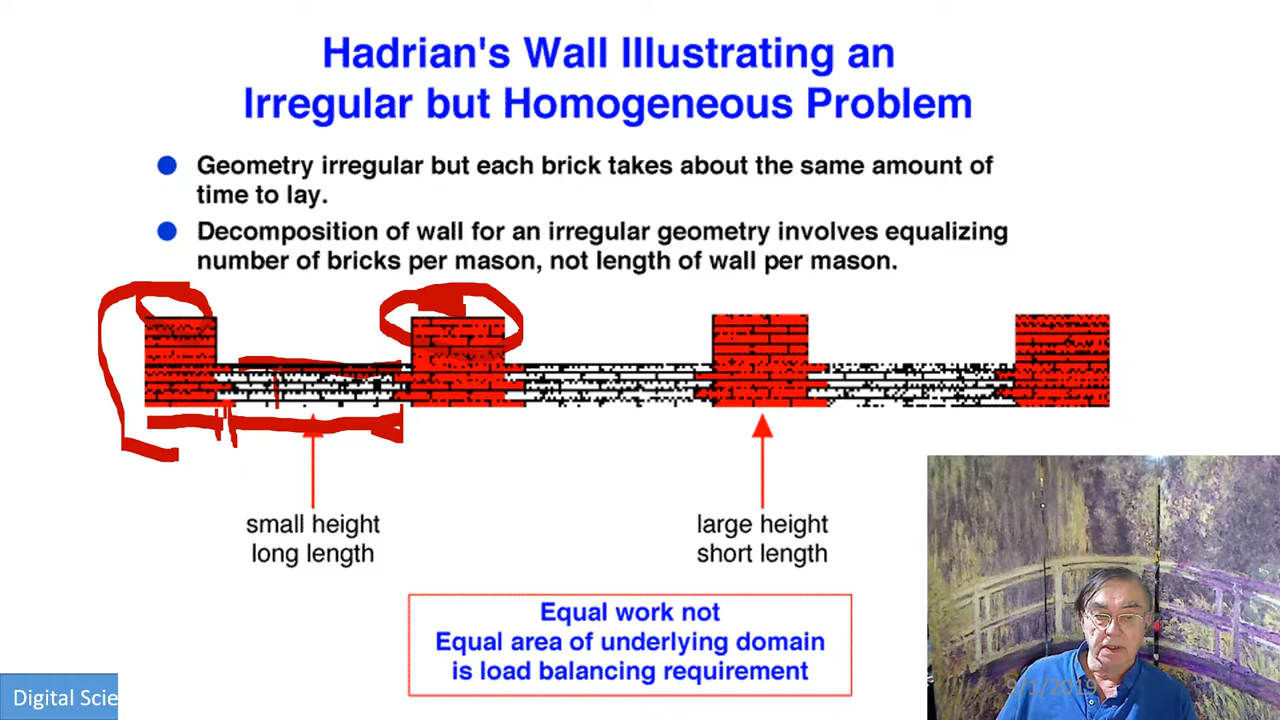 Hadrian's Wall Illustrating an
Irregular but Homogeneous Problem
Geometry irregular but each brick takes about the same amount of
time to lay.
Decomposition of wall for an irregular geometry involves equalizing
number of bricks per mason, not length of wall per mason.
small height
long length
large height
short length
Equal work not
Equal area of underlying domain
is load balancing requirement
Digital Scie
9/1/2019